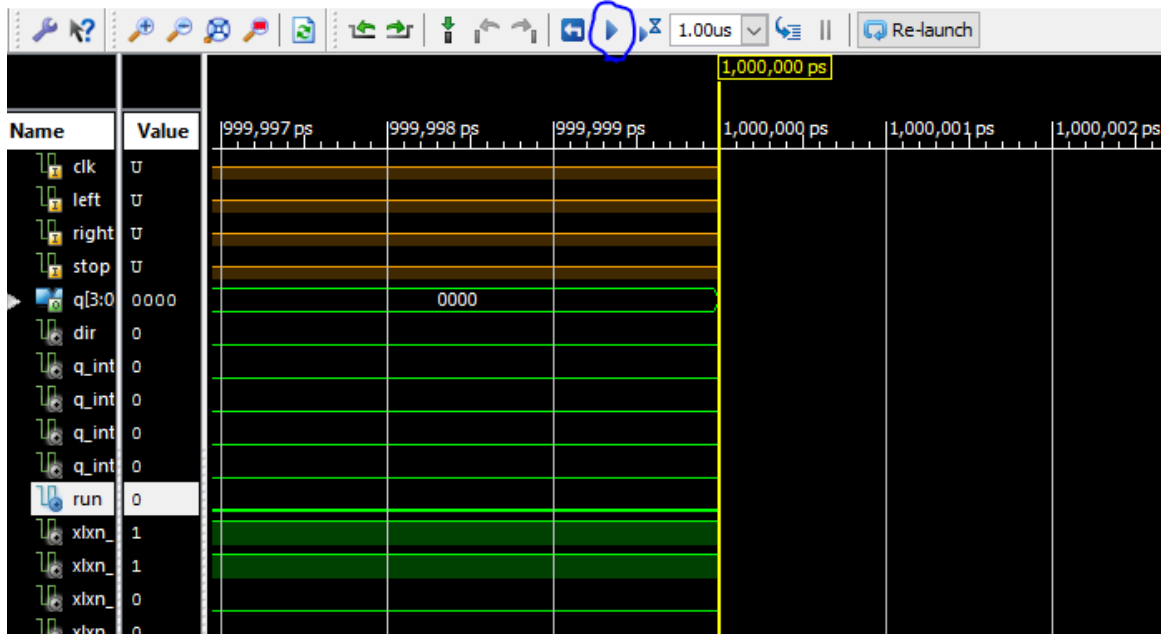 1.00us
Re-launch
1,000,000 ps
Name Value 999,997 ps 999,998 ps 999,999 ps 1,000,000 ps 1,000,001 ps 1,000,002 ps
clk U
left U
right U
stop U
q[3:0 0000 0000
dir 0
q_int 0
q_int 0
q_int 0
q_int 0
run 0
xlxn_ 1
xlxn_ 1
xlxn_ 0
xlxn 0